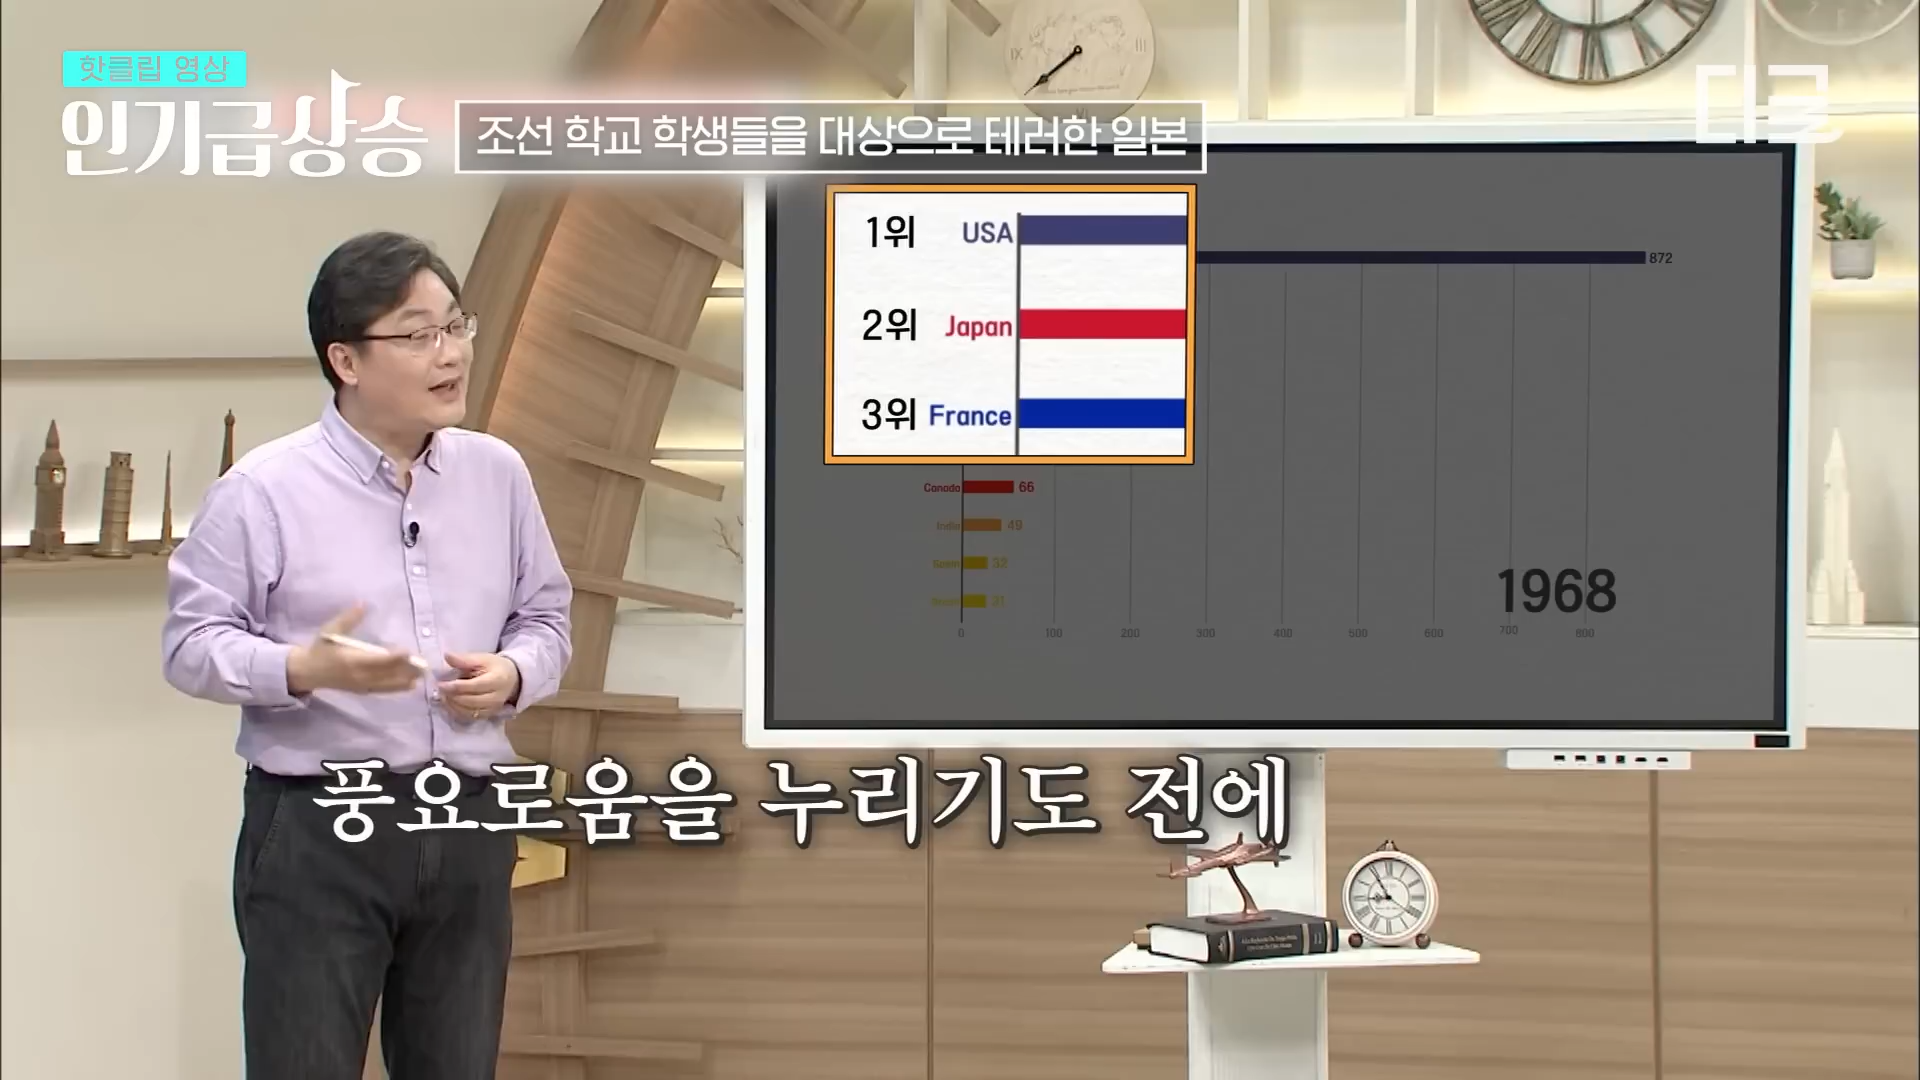 핫클립 영상
인기급상승
조선 학교 학생들을 대상으로 테러한 일본
디글
1위 USA
2위 Japan
3위 France
872
Canada 66
India 49
Spain 32
31
1968
0 100 200 300 400 500 600 700 800
풍요로움을 누리기도 전에